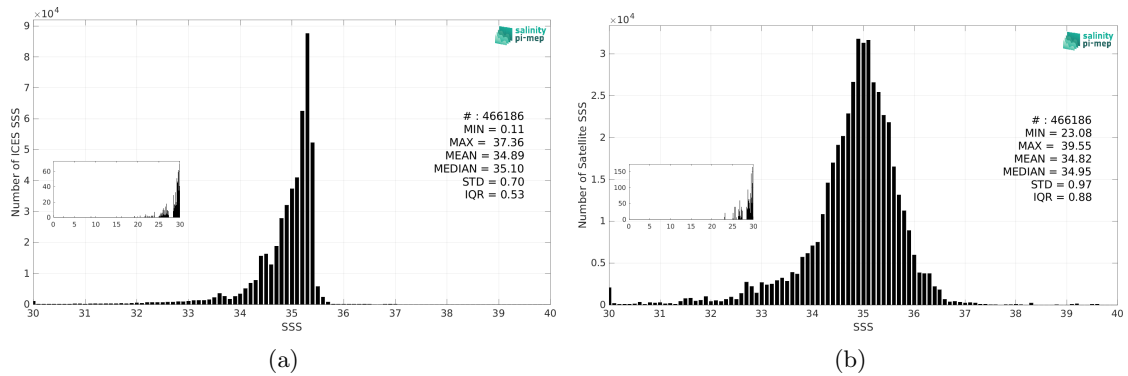 ×10⁴
9
8
7
6
5
4
3
2
1
0
Number of ICES SSS
salinity
pi-mep
# : 466186
MIN = 0.11
MAX = 37.36
MEAN = 34.89
MEDIAN = 35.10
STD = 0.70
IQR = 0.53
60
40
20
0
0 5 10 15 20 25 30
30 31 32 33 34 35 36 37 38 39 40
SSS
(a)
×10⁴
3
2.5
2
1.5
1
0.5
0
Number of Satellite SSS
salinity
pi-mep
# : 466186
MIN = 23.08
MAX = 39.55
MEAN = 34.82
MEDIAN = 34.95
STD = 0.97
IQR = 0.88
150
100
50
0
0 5 10 15 20 25 30
30 31 32 33 34 35 36 37 38 39 40
SSS
(b)